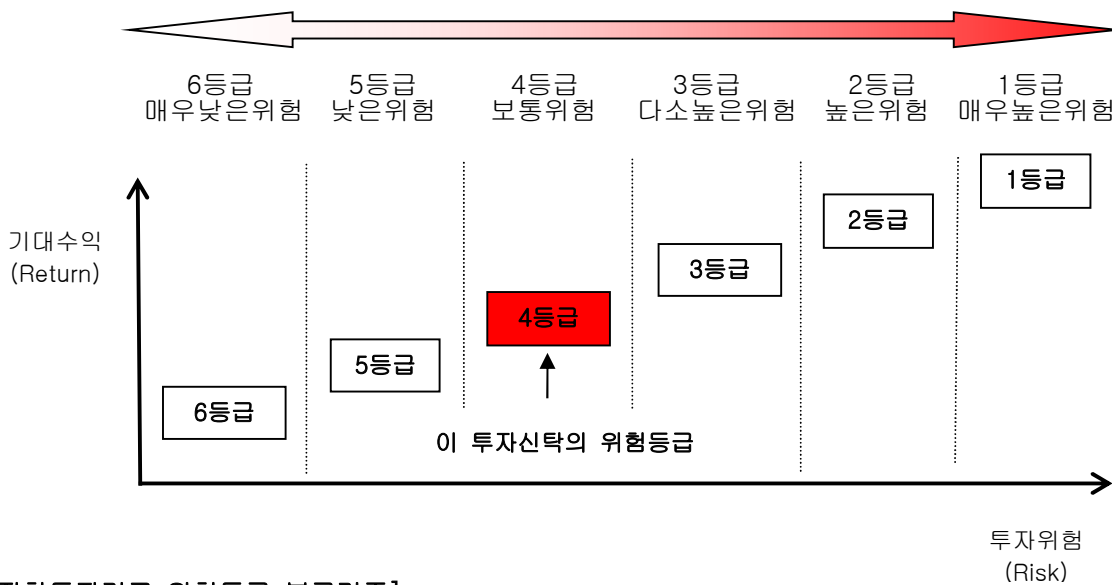 6등급 5등급 4등급 3등급 2등급 1등급
매우낮은위험 낮은위험 보통위험 다소높은위험 높은위험 매우높은위험
기대수익
(Return)
1등급
2등급
3등급
4등급
5등급
6등급
이 투자신탁의 위험등급
투자위험
(Risk)